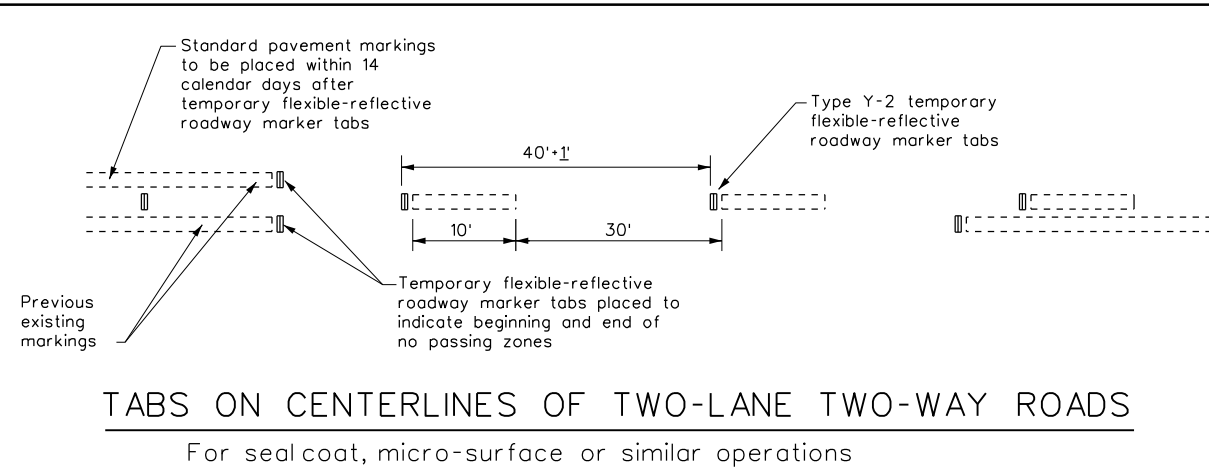 Standard pavement markings
to be placed within 14
calendar days after
temporary flexible-reflective
roadway marker tabs
Type Y-2 temporary
flexible-reflective
roadway marker tabs
40'+1'
10'
30'
Previous
existing
markings
Temporary flexible-reflective
roadway marker tabs placed to
indicate beginning and end of
no passing zones
TABS ON CENTERLINES OF TWO-LANE TWO-WAY ROADS
For seal coat, micro-surface or similar operations